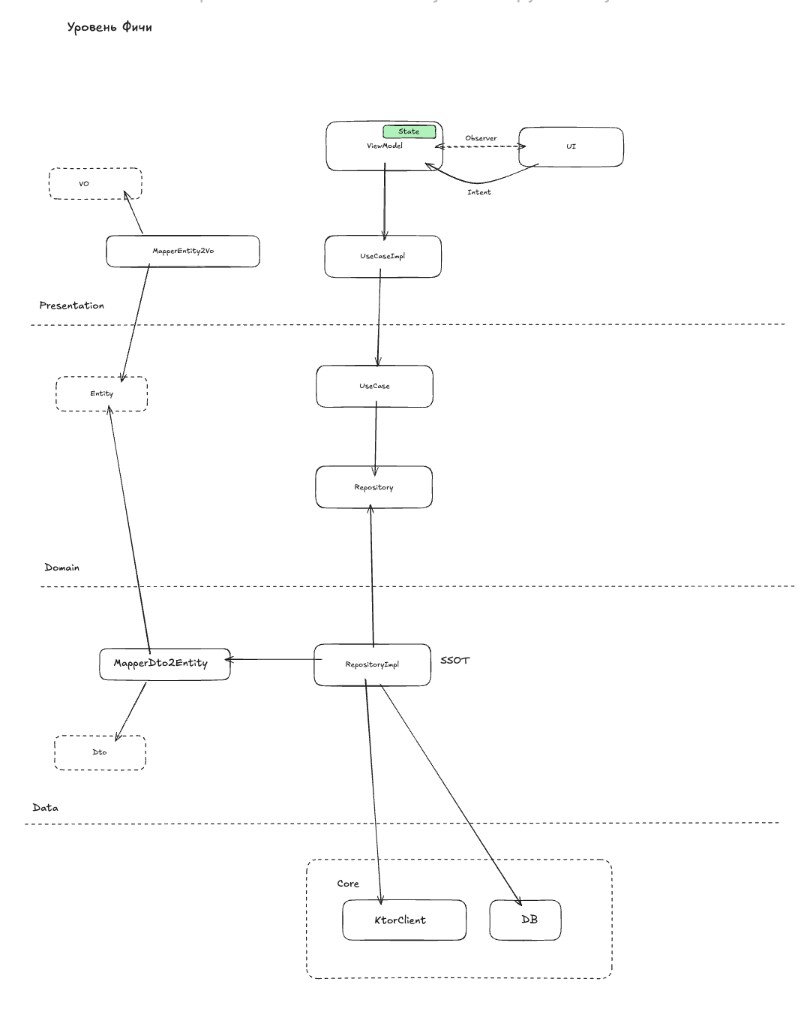 Уровень Фичи
State
ViewModel
Observer
UI
Intent
VO
MapperEntity2Vo
UseCaseImpl
Presentation
Entity
UseCase
Repository
Domain
MapperDto2Entity
RepositoryImpl
SSOT
Dto
Data
Core
KtorClient
DB